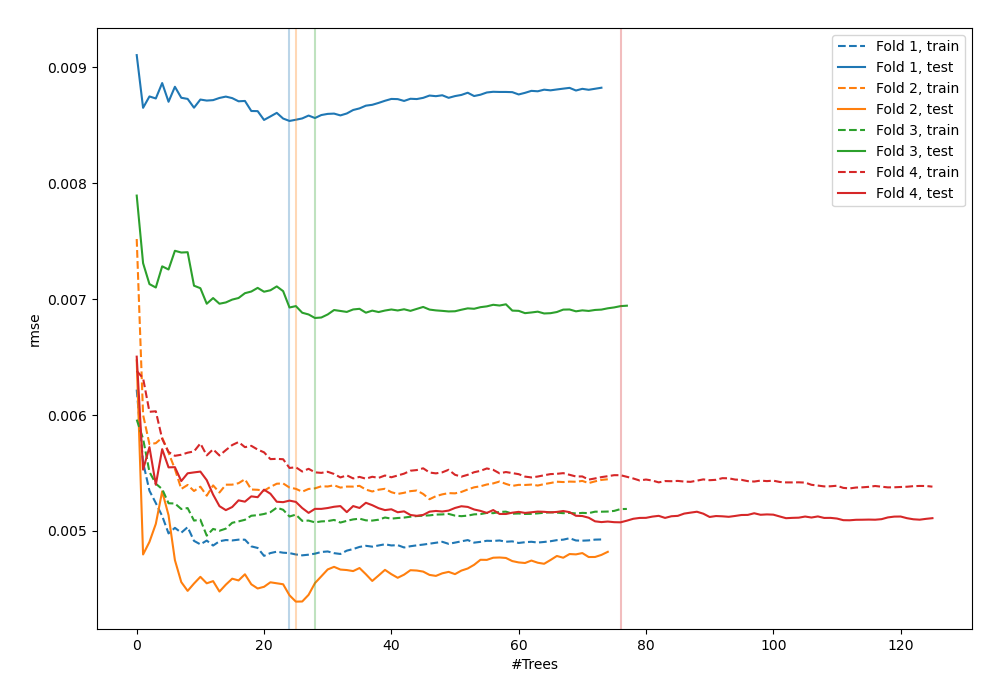 0.009
0.008
0.007
0.006
0.005
rmse
0 20 40 60 80 100 120
#Trees
Fold 1, train
Fold 1, test
Fold 2, train
Fold 2, test
Fold 3, train
Fold 3, test
Fold 4, train
Fold 4, test